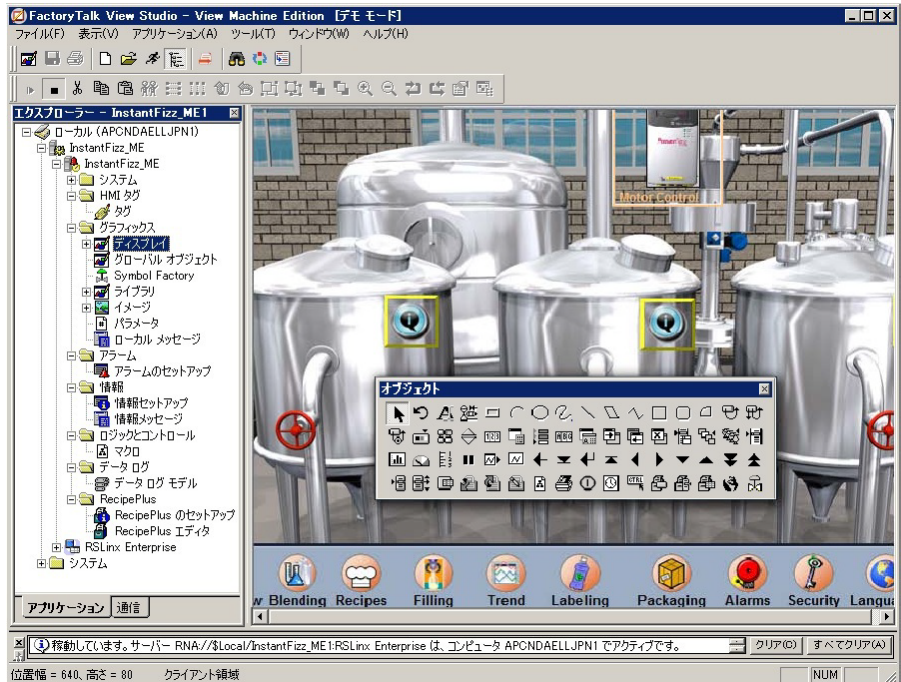 FactoryTalk View Studio - View Machine Edition [デモ モード]
ファイル(F) 表示(V) アプリケーション(A) ツール(T) ウィンドウ(W) ヘルプ(H)
エクスプローラー - InstantFizz_ME1
ローカル (APCNDAELLJPN1)
InstantFizz_ME
InstantFizz_ME
システム
HMI タグ
タグ
グラフィックス
ディスプレイ
グローバル オブジェクト
Symbol Factory
ライブラリ
イメージ
パラメータ
ローカル メッセージ
アラーム
アラームのセットアップ
情報
情報セットアップ
情報メッセージ
ロジックとコントロール
マクロ
データ ログ
データ ログ モデル
RecipePlus
RecipePlus のセットアップ
RecipePlus エディタ
RSLinx Enterprise
システム
アプリケーション 通信
Motor Control
オブジェクト
w Blending Recipes Filling Trend Labeling Packaging Alarms Security Langu
稼動しています。サーバー RNA://$Local/InstantFizz_ME1:RSLinx Enterprise は、コンピュータ APCNDAELLJPN1 でアクティブです。 クリア(C) すべてクリア(A)
位置幅 = 640、高さ = 80 クライアント領域 NUM